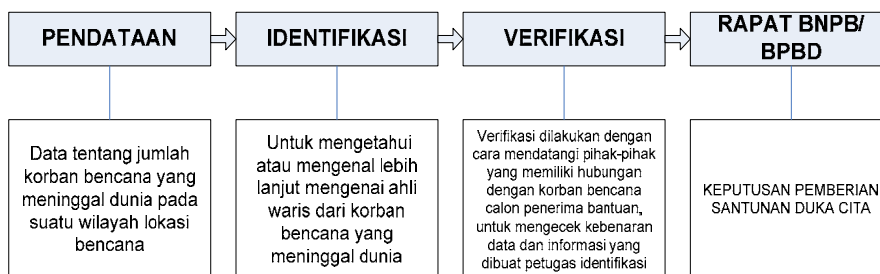 PENDATAAN
IDENTIFIKASI
VERIFIKASI
RAPAT BNPB/
BPBD
Data tentang jumlah
korban bencana yang
meninggal dunia pada
suatu wilayah lokasi
bencana
Untuk mengetahui
atau mengenal lebih
lanjut mengenai ahli
waris dari korban
bencana yang
meninggal dunia
Verifikasi dilakukan dengan
cara mendatangi pihak-pihak
yang memiliki hubungan
dengan korban bencana
calon penerima bantuan,
untuk mengecek kebenaran
data dan informasi yang
dibuat petugas identifikasi
KEPUTUSAN PEMBERIAN
SANTUNAN DUKA CITA